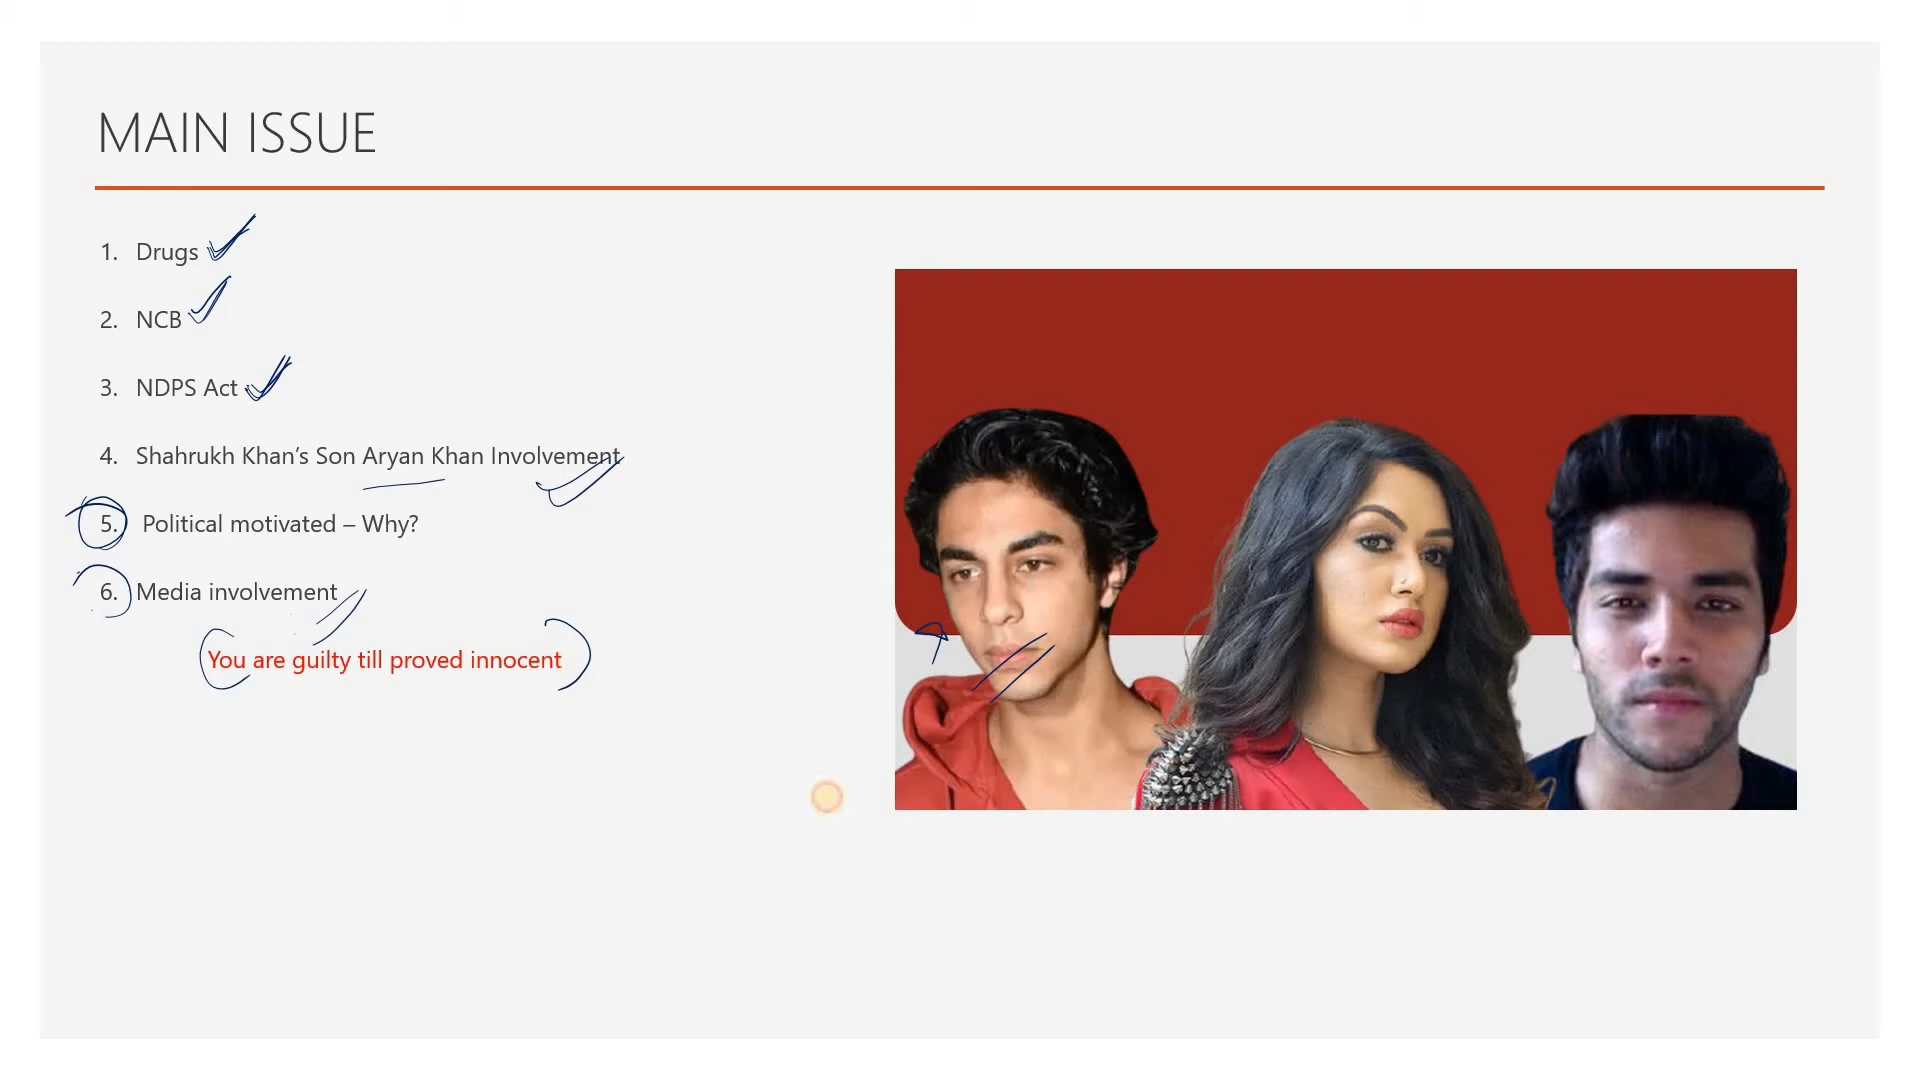 MAIN ISSUE
1. Drugs
2. NCB
3. NDPS Act
4. Shahrukh Khan's Son Aryan Khan Involvement
5. Political motivated – Why?
6. Media involvement
You are guilty till proved innocent